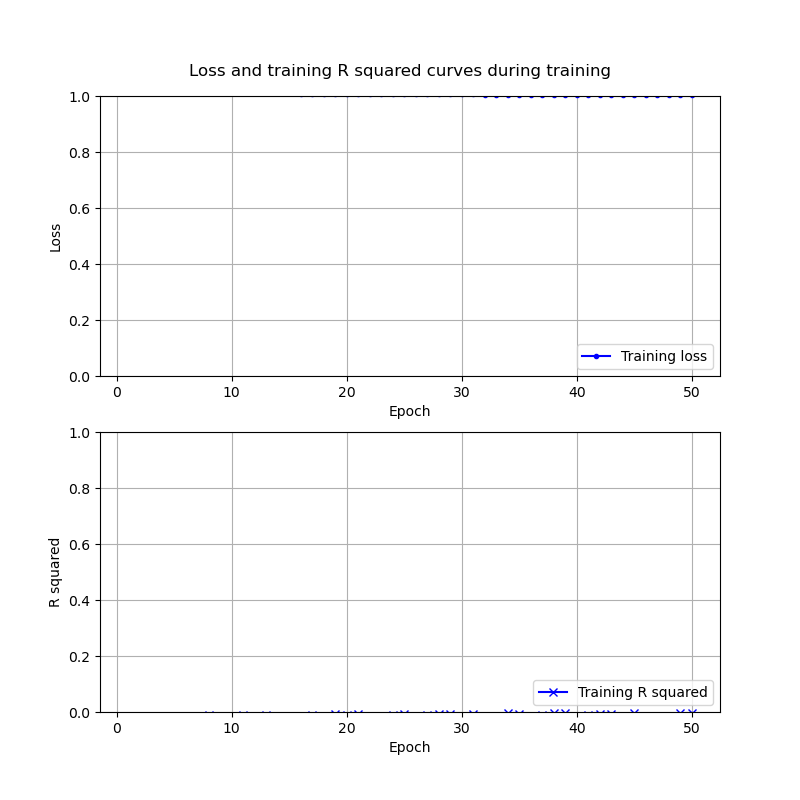 Loss and training R squared curves during training
1.0
0.8
0.6
0.4
0.2
0.0
Loss
Training loss
0 10 20 30 40 50
Epoch
1.0
0.8
0.6
0.4
0.2
0.0
R squared
Training R squared
0 10 20 30 40 50
Epoch